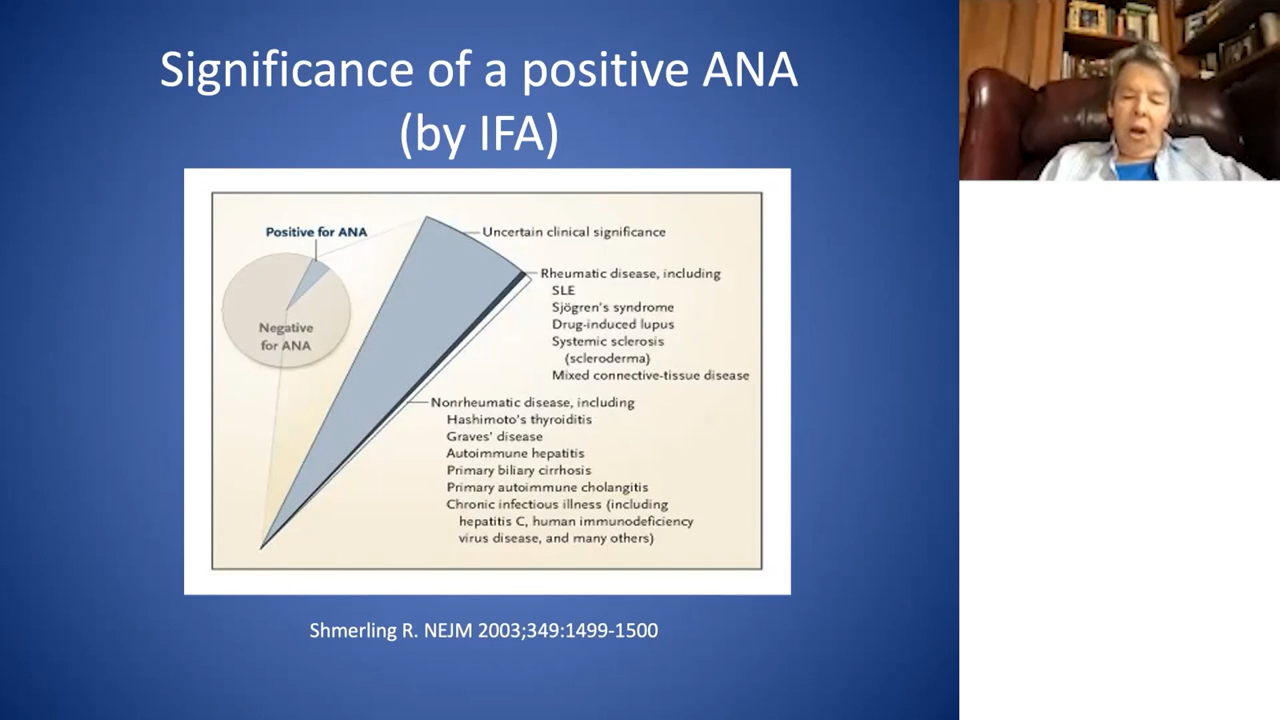 Significance of a positive ANA
(by IFA)
Positive for ANA
Negative
for ANA
Uncertain clinical significance
Rheumatic disease, including
SLE
Sjögren's syndrome
Drug-induced lupus
Systemic sclerosis
(scleroderma)
Mixed connective-tissue disease
Nonrheumatic disease, including
Hashimoto's thyroiditis
Graves' disease
Autoimmune hepatitis
Primary biliary cirrhosis
Primary autoimmune cholangitis
Chronic infectious illness (including
hepatitis C, human immunodeficiency
virus disease, and many others)
Shmerling R. NEJM 2003;349:1499-1500